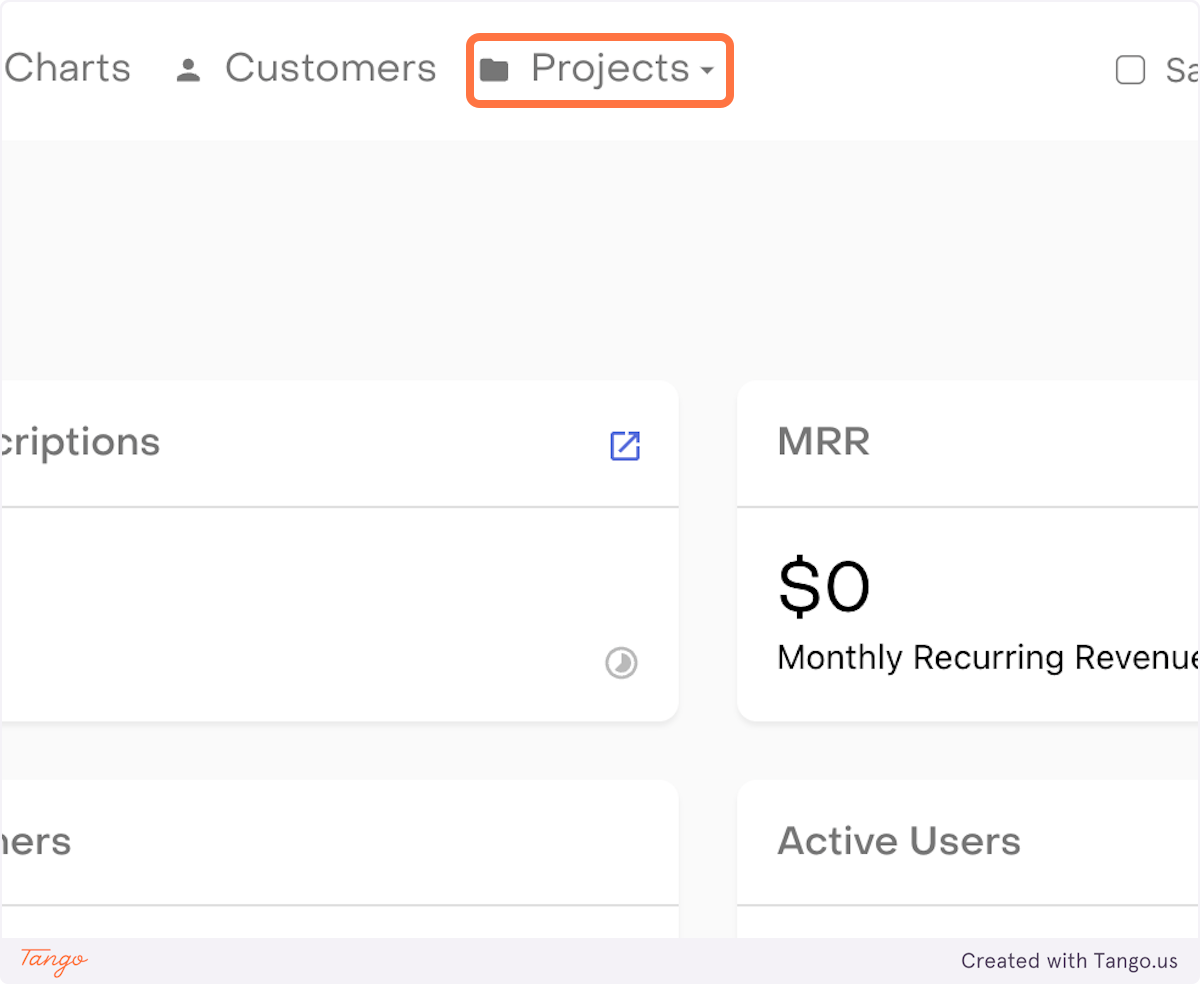 Charts Customers Projects Sa
criptions
MRR
$0
Monthly Recurring Revenue
ners
Active Users
Tango
Created with Tango.us